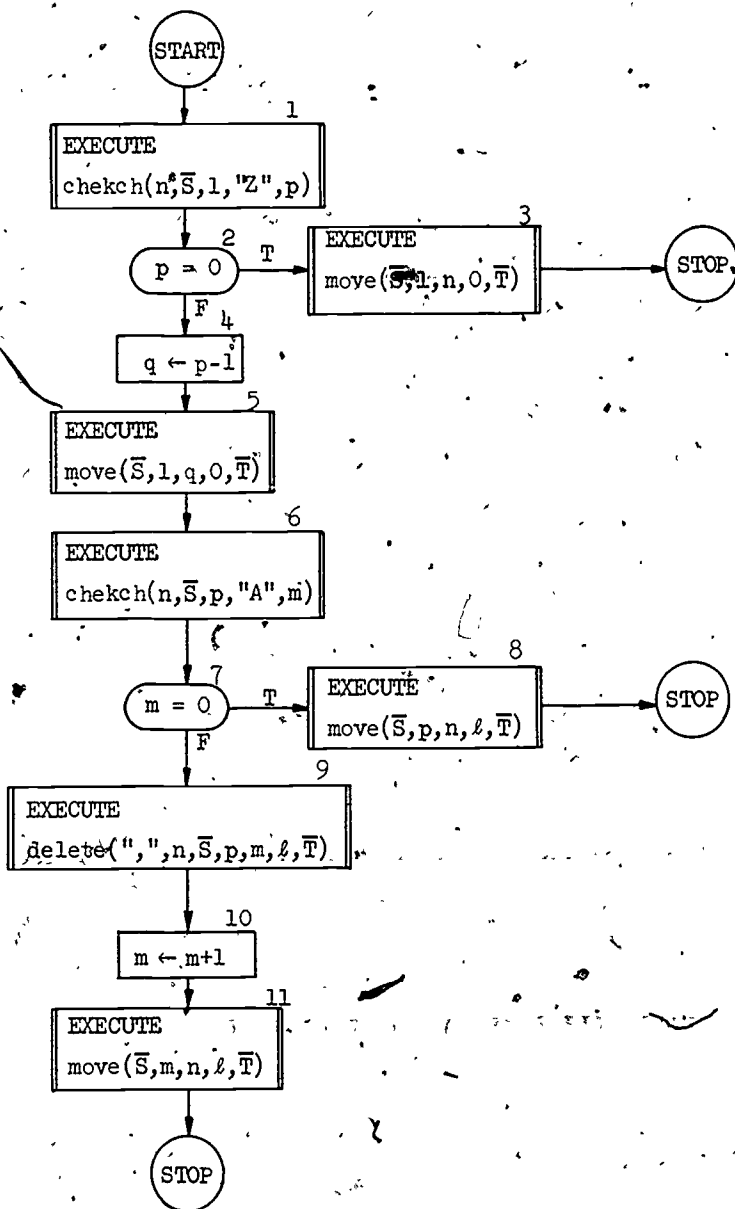 START
1
EXECUTE
chekch(n,S̅,1,"Z",p)
2
p = 0
T
F
3
EXECUTE
move(S̅,1,n,0,T̅)
STOP
4
q ← p-1
5
EXECUTE
move(S̅,1,q,0,T̅)
6
EXECUTE
chekch(n,S̅,p,"A",m)
7
m = 0
T
F
8
EXECUTE
move(S̅,p,n,ℓ,T̅)
STOP
9
EXECUTE
delete(",",n,S̅,p,m,ℓ,T̅)
10
m ← m+1
11
EXECUTE
move(S̅,m,n,ℓ,T̅)
STOP